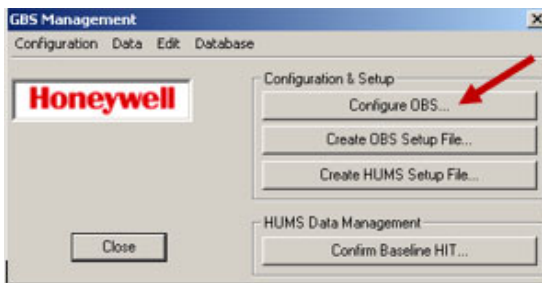 GBS Management
Configuration Data Edit Database
Honeywell
Configuration & Setup
Configure OBS...
Create OBS Setup File...
Create HUMS Setup File...
HUMS Data Management
Close
Confirm Baseline HIT...